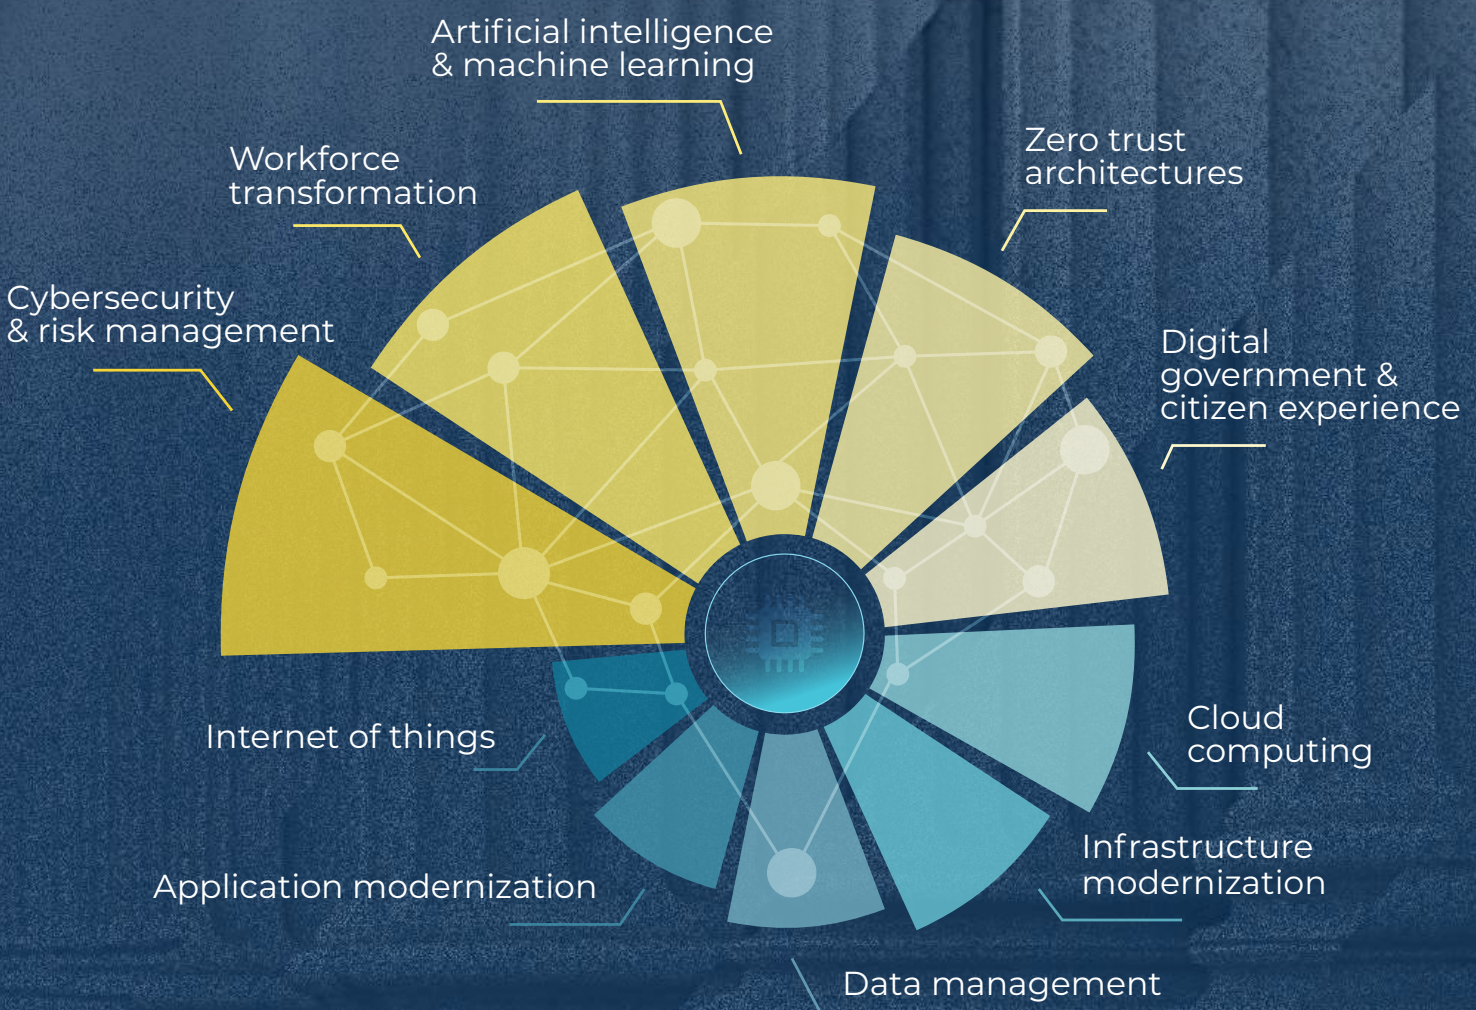 Artificial intelligence
& machine learning
Zero trust
architectures
Workforce
transformation
Cybersecurity
& risk management
Digital
government &
citizen experience
Internet of things
Cloud
computing
Infrastructure
modernization
Application modernization
Data management